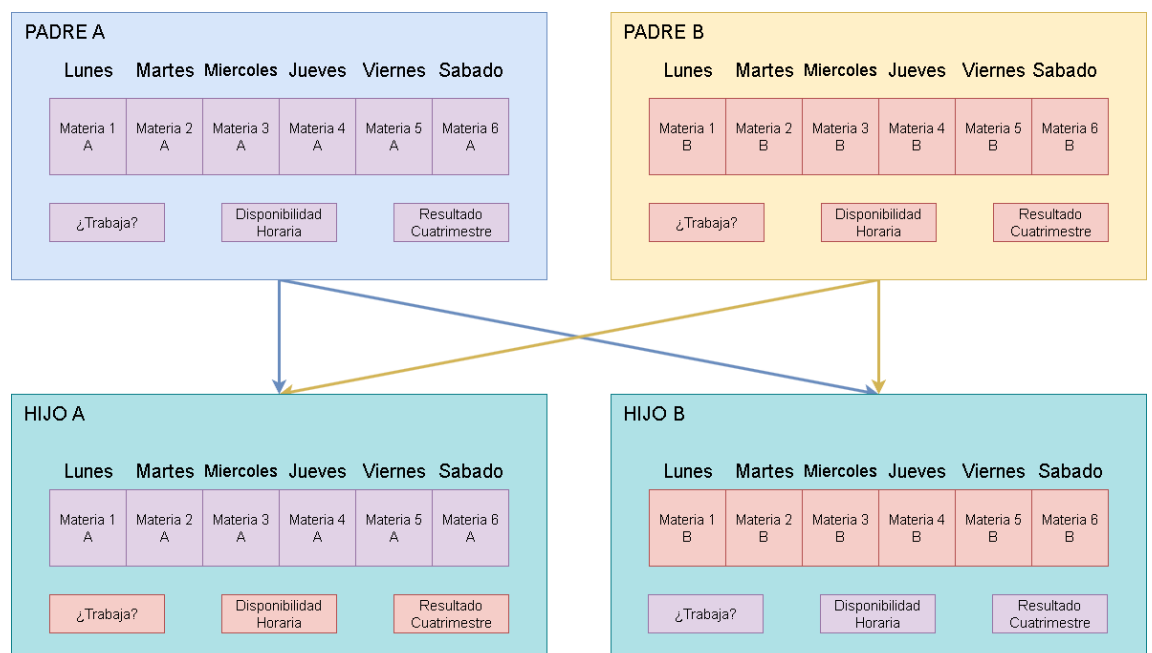 PADRE A
Lunes Martes Miercoles Jueves Viernes Sabado
Materia 1 A
Materia 2 A
Materia 3 A
Materia 4 A
Materia 5 A
Materia 6 A
¿Trabaja?
Disponibilidad
Horaria
Resultado
Cuatrimestre
PADRE B
Lunes Martes Miercoles Jueves Viernes Sabado
Materia 1 B
Materia 2 B
Materia 3 B
Materia 4 B
Materia 5 B
Materia 6 B
¿Trabaja?
Disponibilidad
Horaria
Resultado
Cuatrimestre
HIJO A
Lunes Martes Miercoles Jueves Viernes Sabado
Materia 1 A
Materia 2 A
Materia 3 A
Materia 4 A
Materia 5 A
Materia 6 A
¿Trabaja?
Disponibilidad
Horaria
Resultado
Cuatrimestre
HIJO B
Lunes Martes Miercoles Jueves Viernes Sabado
Materia 1 B
Materia 2 B
Materia 3 B
Materia 4 B
Materia 5 B
Materia 6 B
¿Trabaja?
Disponibilidad
Horaria
Resultado
Cuatrimestre